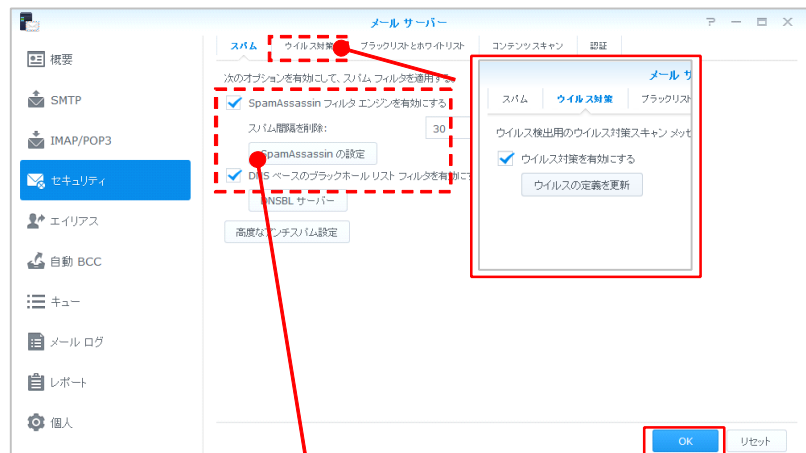 メール サーバー
概要
SMTP
IMAP/POP3
セキュリティ
エイリアス
自動 BCC
キュー
メール ログ
レポート
個人
スパム ウイルス対策 ブラックリストとホワイトリスト コンテンツスキャン 認証
次のオプションを有効にして、スパム フィルタを適用する
SpamAssassin フィルタ エンジンを有効にする
スパム間隔を削除: 30
SpamAssassin の設定
DNS ベースのブラックホール リスト フィルタを有効にす
DNSBL サーバー
高度なアンチスパム設定
メール サ
スパム ウイルス対策 ブラックリスト
ウイルス検出用のウイルス対策スキャン メッセ
ウイルス対策を有効にする
ウイルスの定義を更新
OK リセット